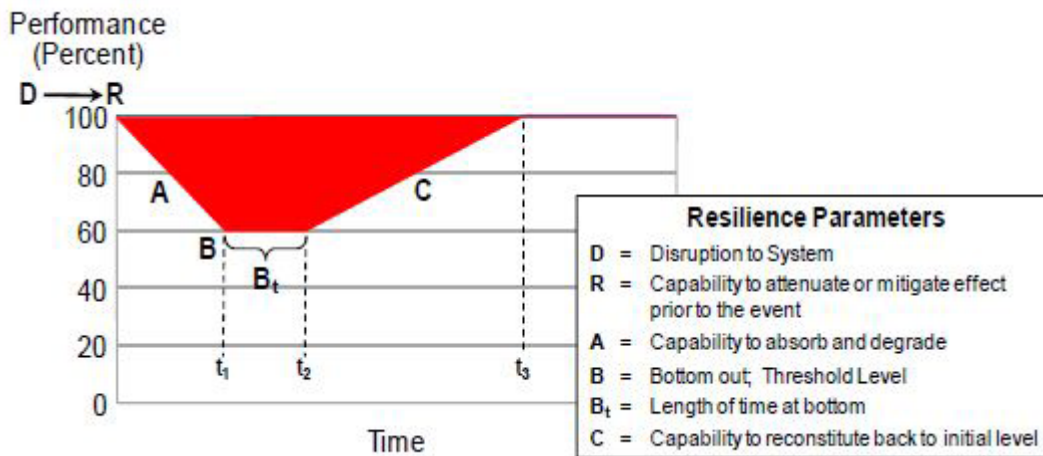 Performance
(Percent)
D R
100
80
60
40
20
0
A
B
Bt
C
t1
t2
t3
Time
Resilience Parameters
D = Disruption to System
R = Capability to attenuate or mitigate effect
prior to the event
A = Capability to absorb and degrade
B = Bottom out; Threshold Level
Bt = Length of time at bottom
C = Capability to reconstitute back to initial level